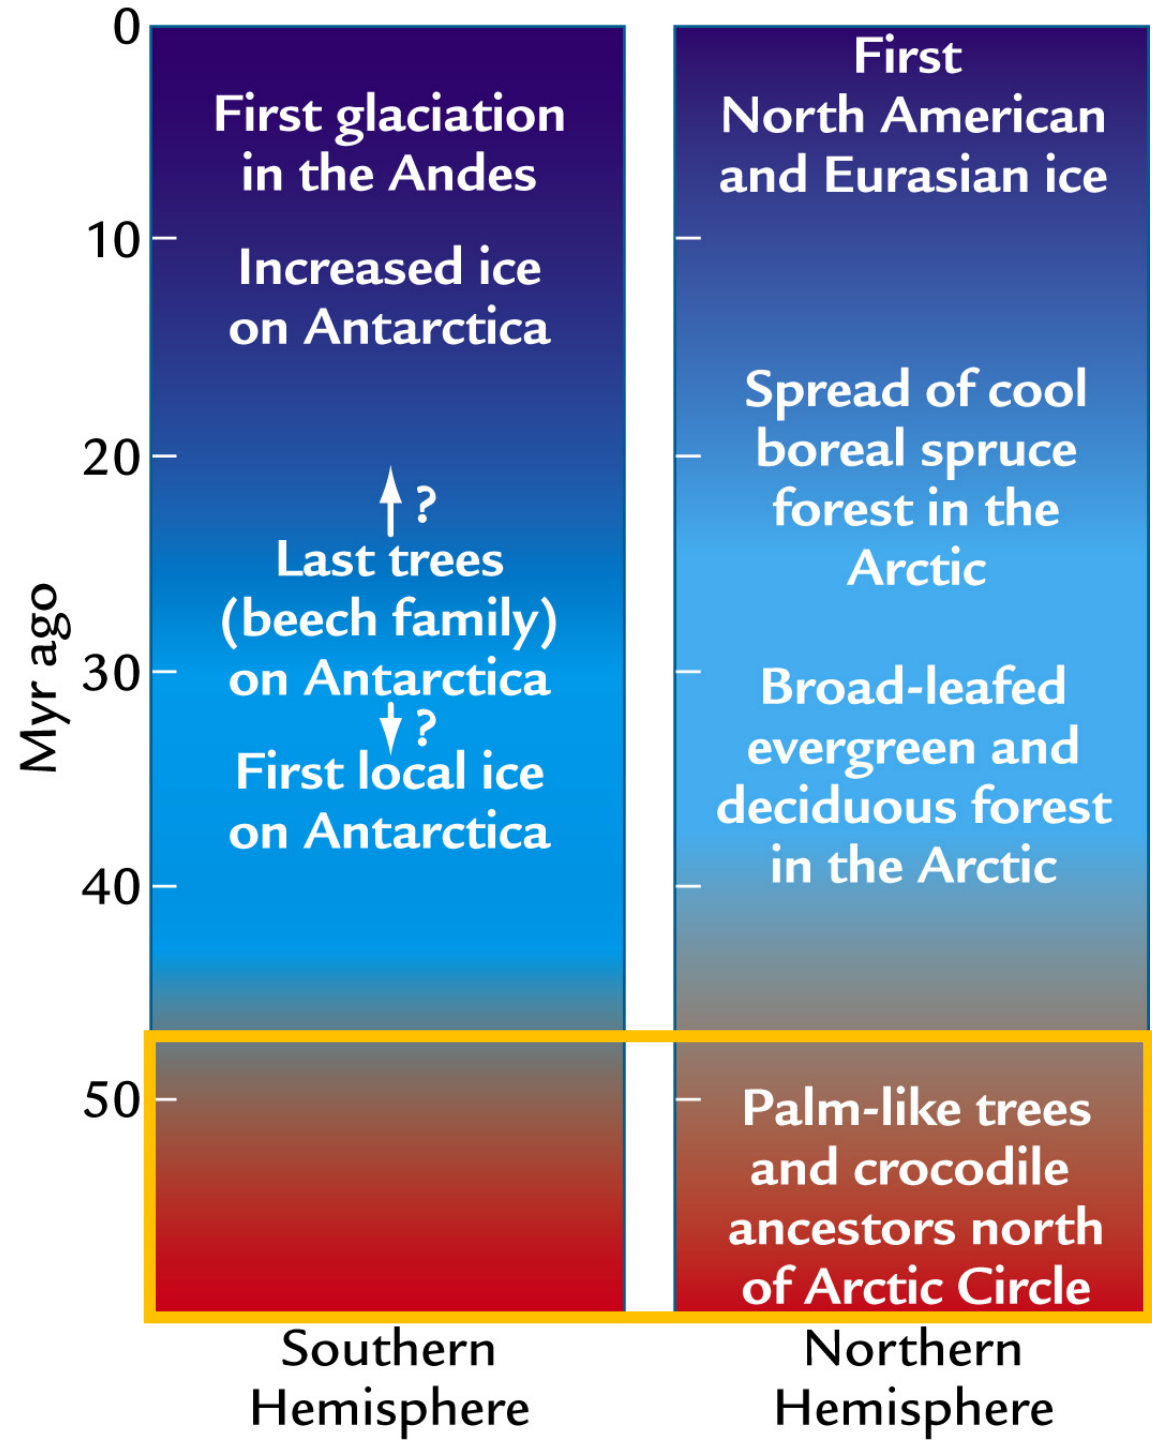 Myr ago
0
10
20
30
40
50
First glaciation
in the Andes
Increased ice
on Antarctica
?
Last trees
(beech family)
on Antarctica
?
First local ice
on Antarctica
Southern
Hemisphere
First
North American
and Eurasian ice
Spread of cool
boreal spruce
forest in the
Arctic
Broad-leafed
evergreen and
deciduous forest
in the Arctic
Palm-like trees
and crocodile
ancestors north
of Arctic Circle
Northern
Hemisphere